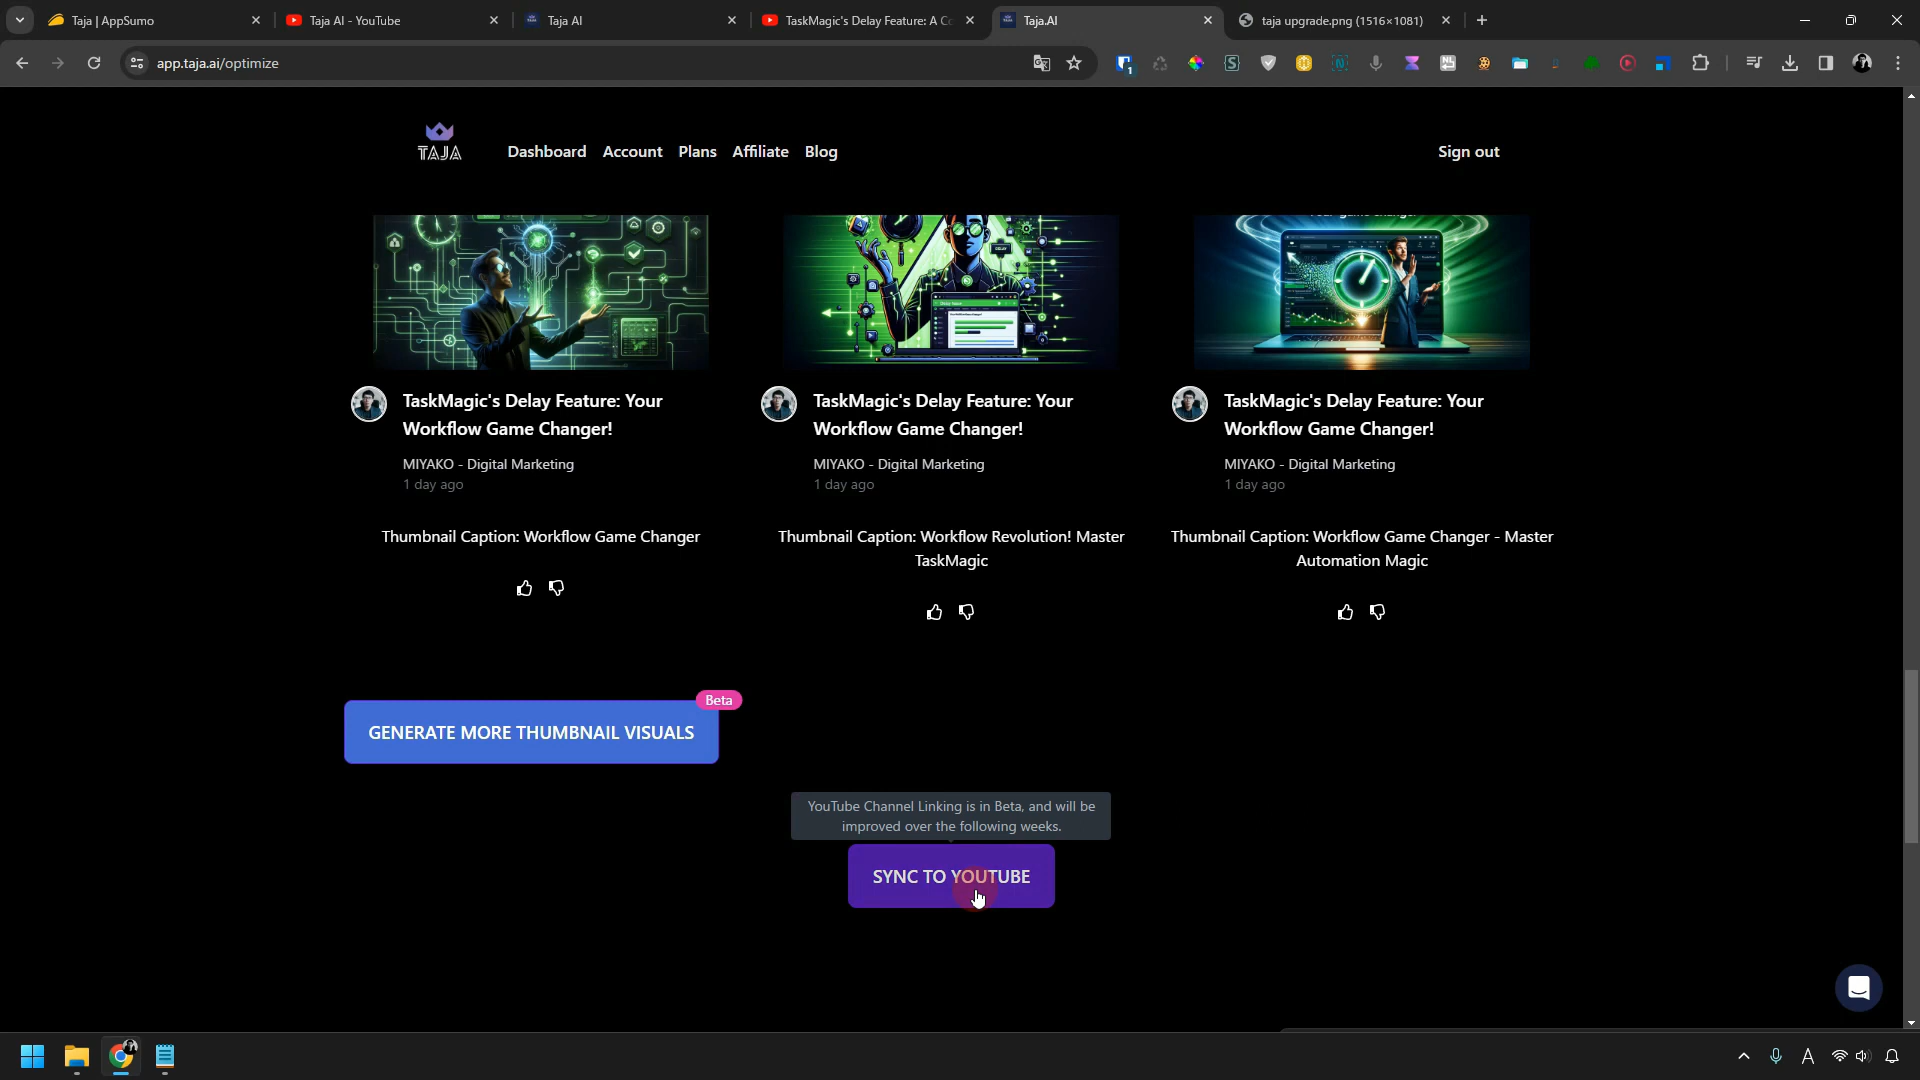 Taja | AppSumo
Taja AI - YouTube
Taja AI
TaskMagic's Delay Feature: A Co
Taja.AI
taja upgrade.png (1516×1081)
app.taja.ai/optimize
TAJA
Dashboard
Account
Plans
Affiliate
Blog
Sign out
TaskMagic's Delay Feature: Your
Workflow Game Changer!
MIYAKO - Digital Marketing
1 day ago
Thumbnail Caption: Workflow Game Changer
TaskMagic's Delay Feature: Your
Workflow Game Changer!
MIYAKO - Digital Marketing
1 day ago
Thumbnail Caption: Workflow Revolution! Master
TaskMagic
TaskMagic's Delay Feature: Your
Workflow Game Changer!
MIYAKO - Digital Marketing
1 day ago
Thumbnail Caption: Workflow Game Changer - Master
Automation Magic
Beta
GENERATE MORE THUMBNAIL VISUALS
YouTube Channel Linking is in Beta, and will be
improved over the following weeks.
SYNC TO YOUTUBE
A